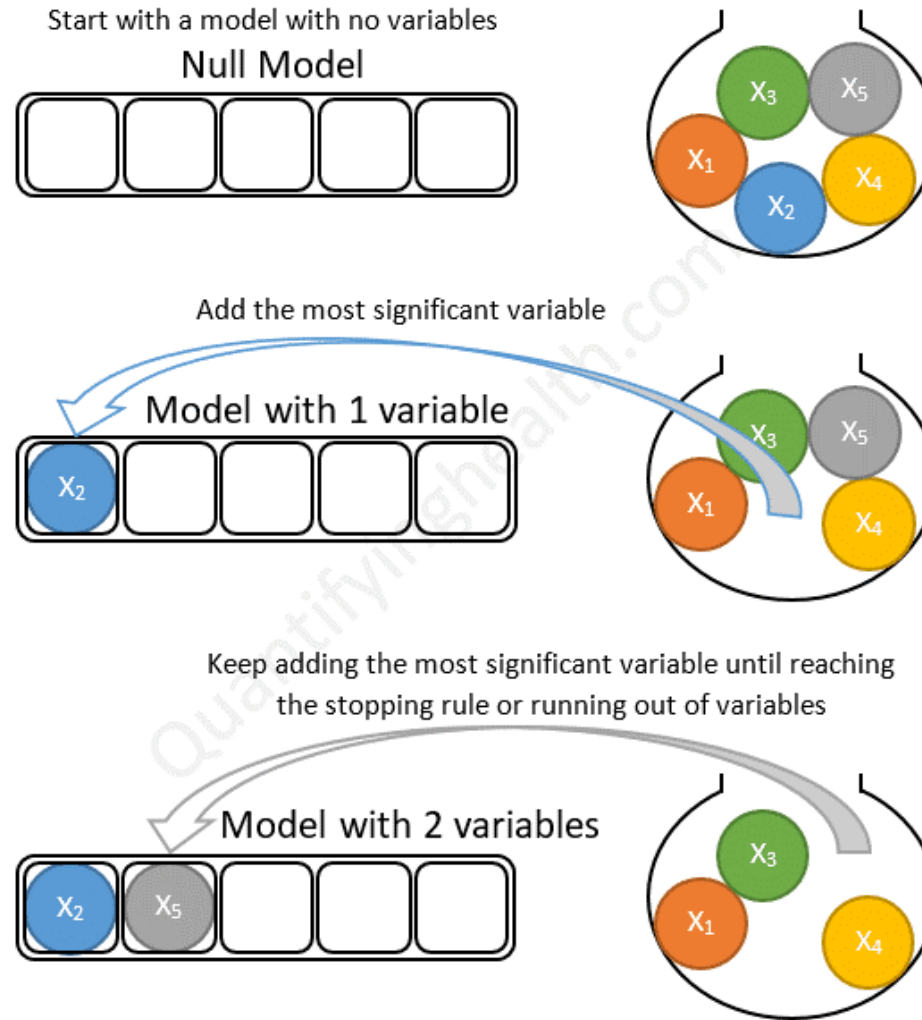 Start with a model with no variables
Null Model
X₃ X₅
X₁ X₄
X₂
Add the most significant variable
Model with 1 variable
X₂
X₃ X₅
X₁ X₄
Keep adding the most significant variable until reaching
the stopping rule or running out of variables
Model with 2 variables
X₂ X₅
X₃
X₁ X₄
Quantifyinghealth.com